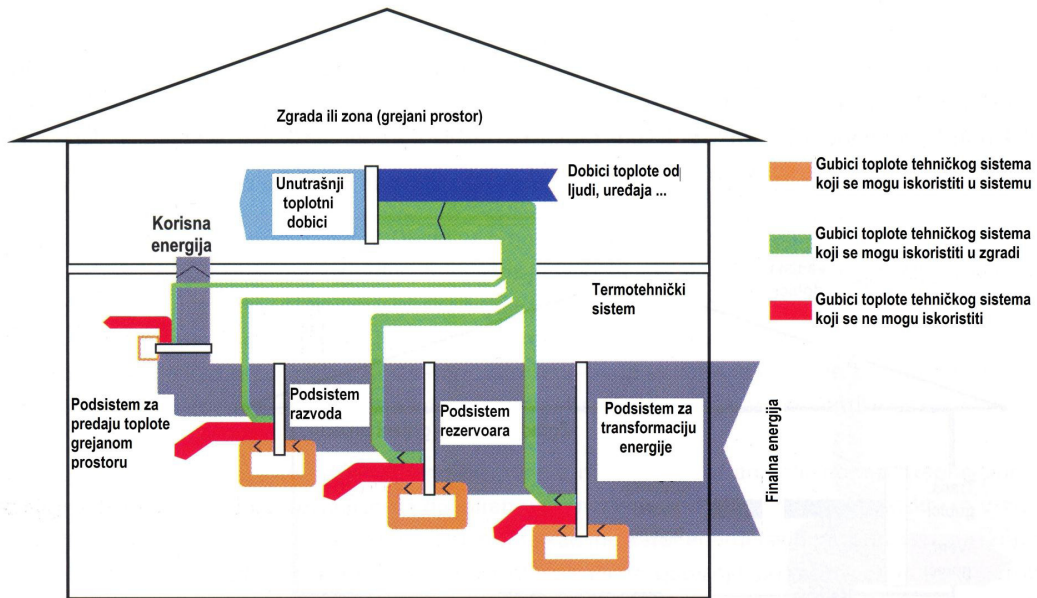 Zgrada ili zona (grejani prostor)
Unutrašnji
toplotni
dobici
Dobici toplote od
ljudi, uređaja ...
Korisna
energija
Termotehnički
sistem
Podsistem za
predaju toplote
grejanom
prostoru
Podsistem
razvoda
Podsistem
rezervoara
Podsistem za
transformaciju
energije
Finalna energija
Gubici toplote tehničkog sistema
koji se mogu iskoristiti u sistemu
Gubici toplote tehničkog sistema
koji se mogu iskoristiti u zgradi
Gubici toplote tehničkog sistema
koji se ne mogu iskoristiti